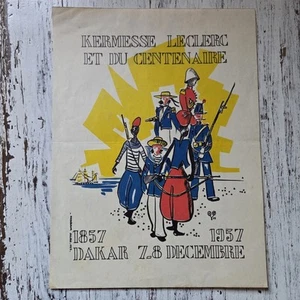 KERMESSE LECLERC
ET DU CENTENAIRE
1857 1957
DAKAR 7.8 DECEMBRE